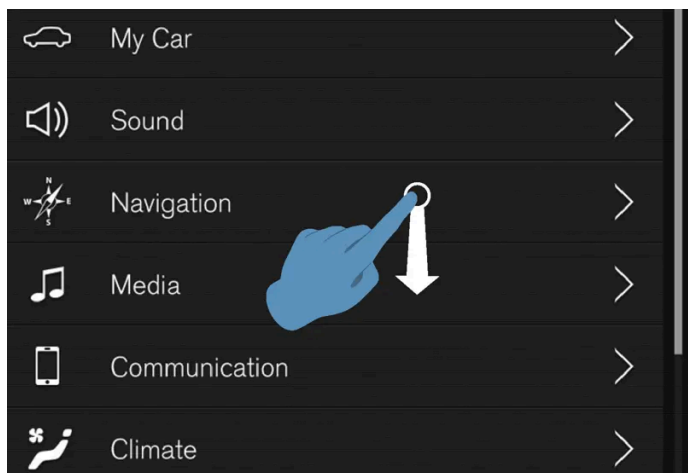 My Car
Sound
N
W E
S
Navigation
Media
Communication
Climate